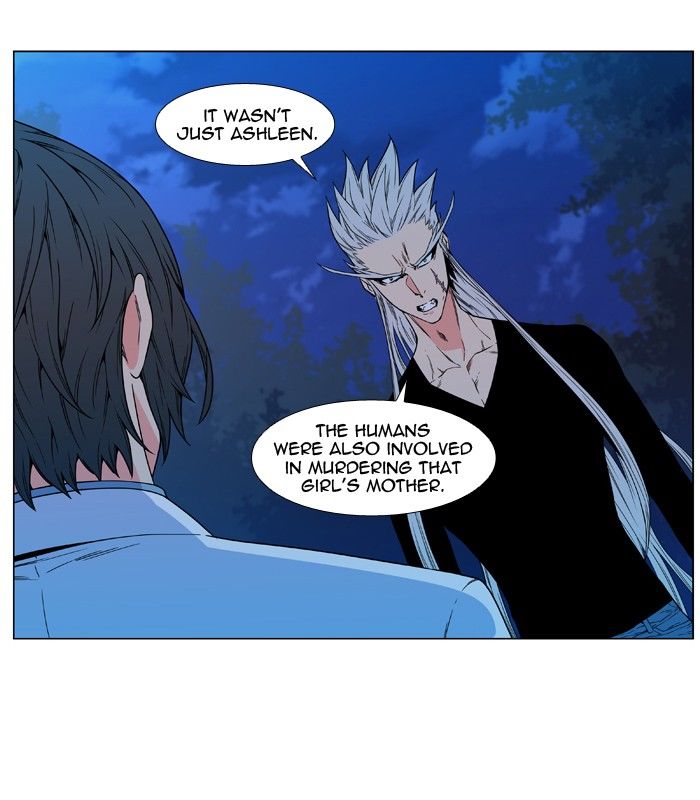 IT WASN'T
JUST ASHLEEN.
THE HUMANS
WERE ALSO INVOLVED
IN MURDERING THAT
GIRL'S MOTHER.